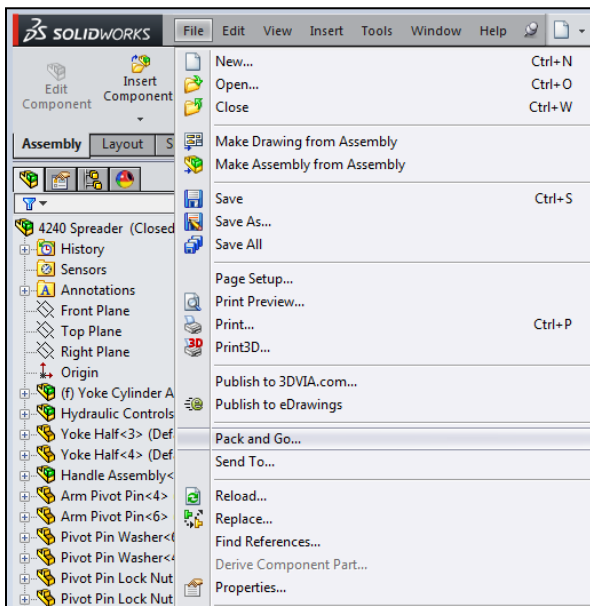 SOLIDWORKS File Edit View Insert Tools Window Help
Edit Component
Insert Component
Assembly Layout S
4240 Spreader (Closed
History
Sensors
Annotations
Front Plane
Top Plane
Right Plane
Origin
(f) Yoke Cylinder A
Hydraulic Controls
Yoke Half<3> (Def
Yoke Half<4> (Def
Handle Assembly<
Arm Pivot Pin<4>
Arm Pivot Pin<6>
Pivot Pin Washer<6
Pivot Pin Washer<4
Pivot Pin Lock Nut
Pivot Pin Lock Nut
New... Ctrl+N
Open... Ctrl+O
Close Ctrl+W
Make Drawing from Assembly
Make Assembly from Assembly
Save Ctrl+S
Save As...
Save All
Page Setup...
Print Preview...
Print... Ctrl+P
Print3D...
Publish to 3DVIA.com...
Publish to eDrawings
Pack and Go...
Send To...
Reload...
Replace...
Find References...
Derive Component Part...
Properties...